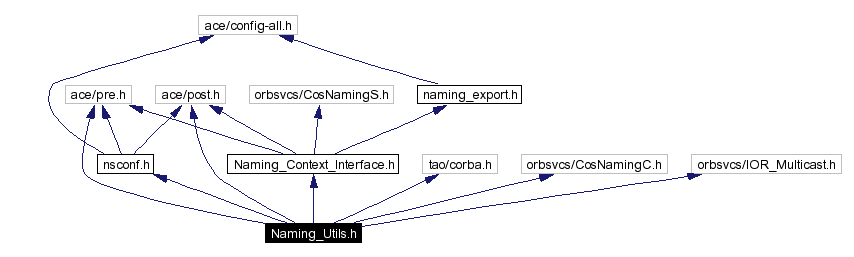 ace/config-all.h
ace/pre.h
ace/post.h
orbsvcs/CosNamingS.h
naming_export.h
nsconf.h
Naming_Context_Interface.h
tao/corba.h
orbsvcs/CosNamingC.h
orbsvcs/IOR_Multicast.h
Naming_Utils.h